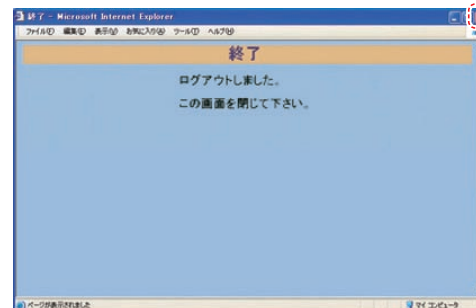 終了 - Microsoft Internet Explorer
ファイル(F) 編集(E) 表示(V) お気に入り(A) ツール(T) ヘルプ(H)
終了
ログアウトしました。
この画面を閉じて下さい。
ページが表示されました
マイ コンピュータ